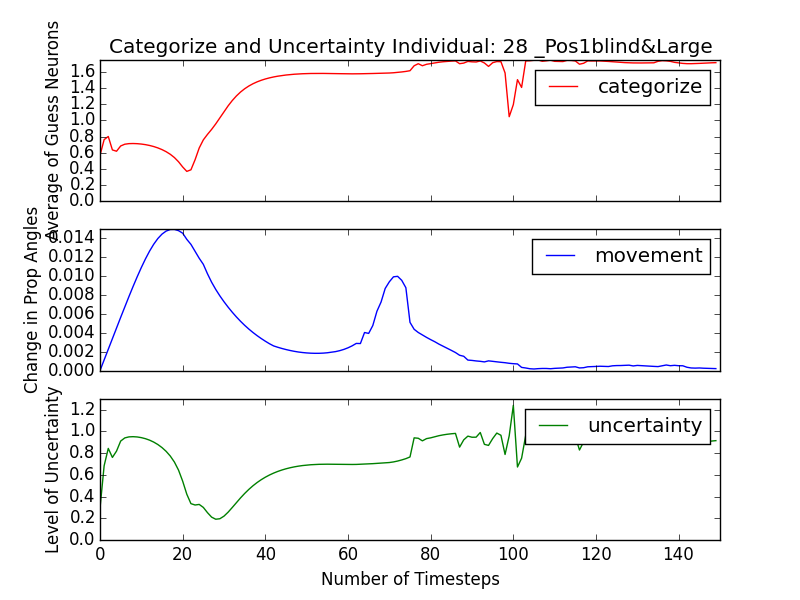 Categorize and Uncertainty Individual: 28 _Pos1blind&Large
Average of Guess Neurons
1.6
1.4
1.2
1.0
0.8
0.6
0.4
0.2
0.0
categorize
Change in Prop Angles
0.014
0.012
0.010
0.008
0.006
0.004
0.002
0.000
movement
Level of Uncertainty
1.2
1.0
0.8
0.6
0.4
0.2
0.0
uncertainty
0 20 40 60 80 100 120 140
Number of Timesteps